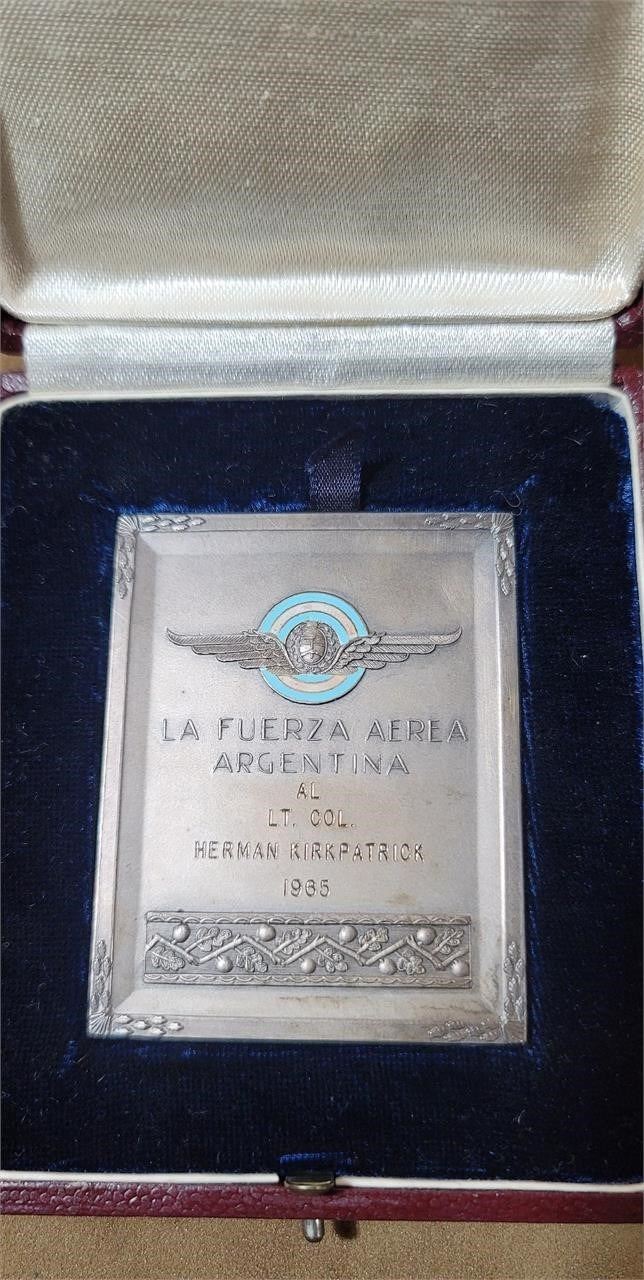 LA FUERZA AEREA
ARGENTINA
AL
LT. COL.
HERMAN KIRKPATRICK
1965